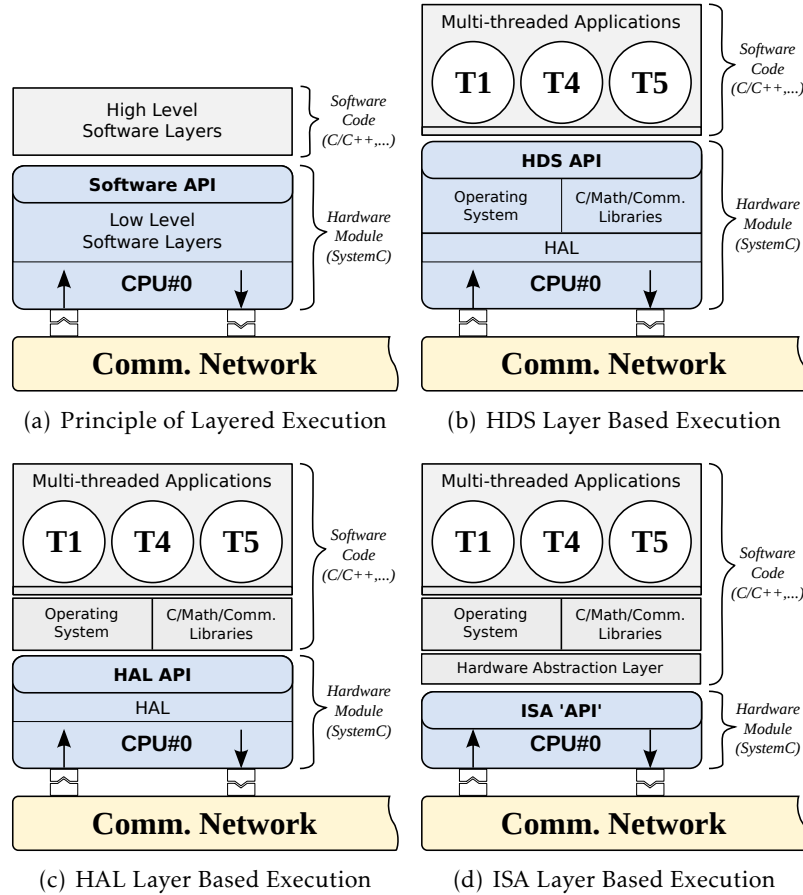 High Level
Software Layers
Software
Code
(C/C++,...)
Software API
Low Level
Software Layers
CPU#0
Hardware
Module
(SystemC)
Comm. Network
(a) Principle of Layered Execution
Multi-threaded Applications
T1 T4 T5
Software
Code
(C/C++,...)
HDS API
Operating
System
C/Math/Comm.
Libraries
HAL
CPU#0
Hardware
Module
(SystemC)
Comm. Network
(b) HDS Layer Based Execution
Multi-threaded Applications
T1 T4 T5
Software
Code
(C/C++,...)
Operating
System
C/Math/Comm.
Libraries
HAL API
HAL
CPU#0
Hardware
Module
(SystemC)
Comm. Network
(c) HAL Layer Based Execution
Multi-threaded Applications
T1 T4 T5
Software
Code
(C/C++,...)
Operating
System
C/Math/Comm.
Libraries
Hardware Abstraction Layer
ISA 'API'
CPU#0
Hardware
Module
(SystemC)
Comm. Network
(d) ISA Layer Based Execution